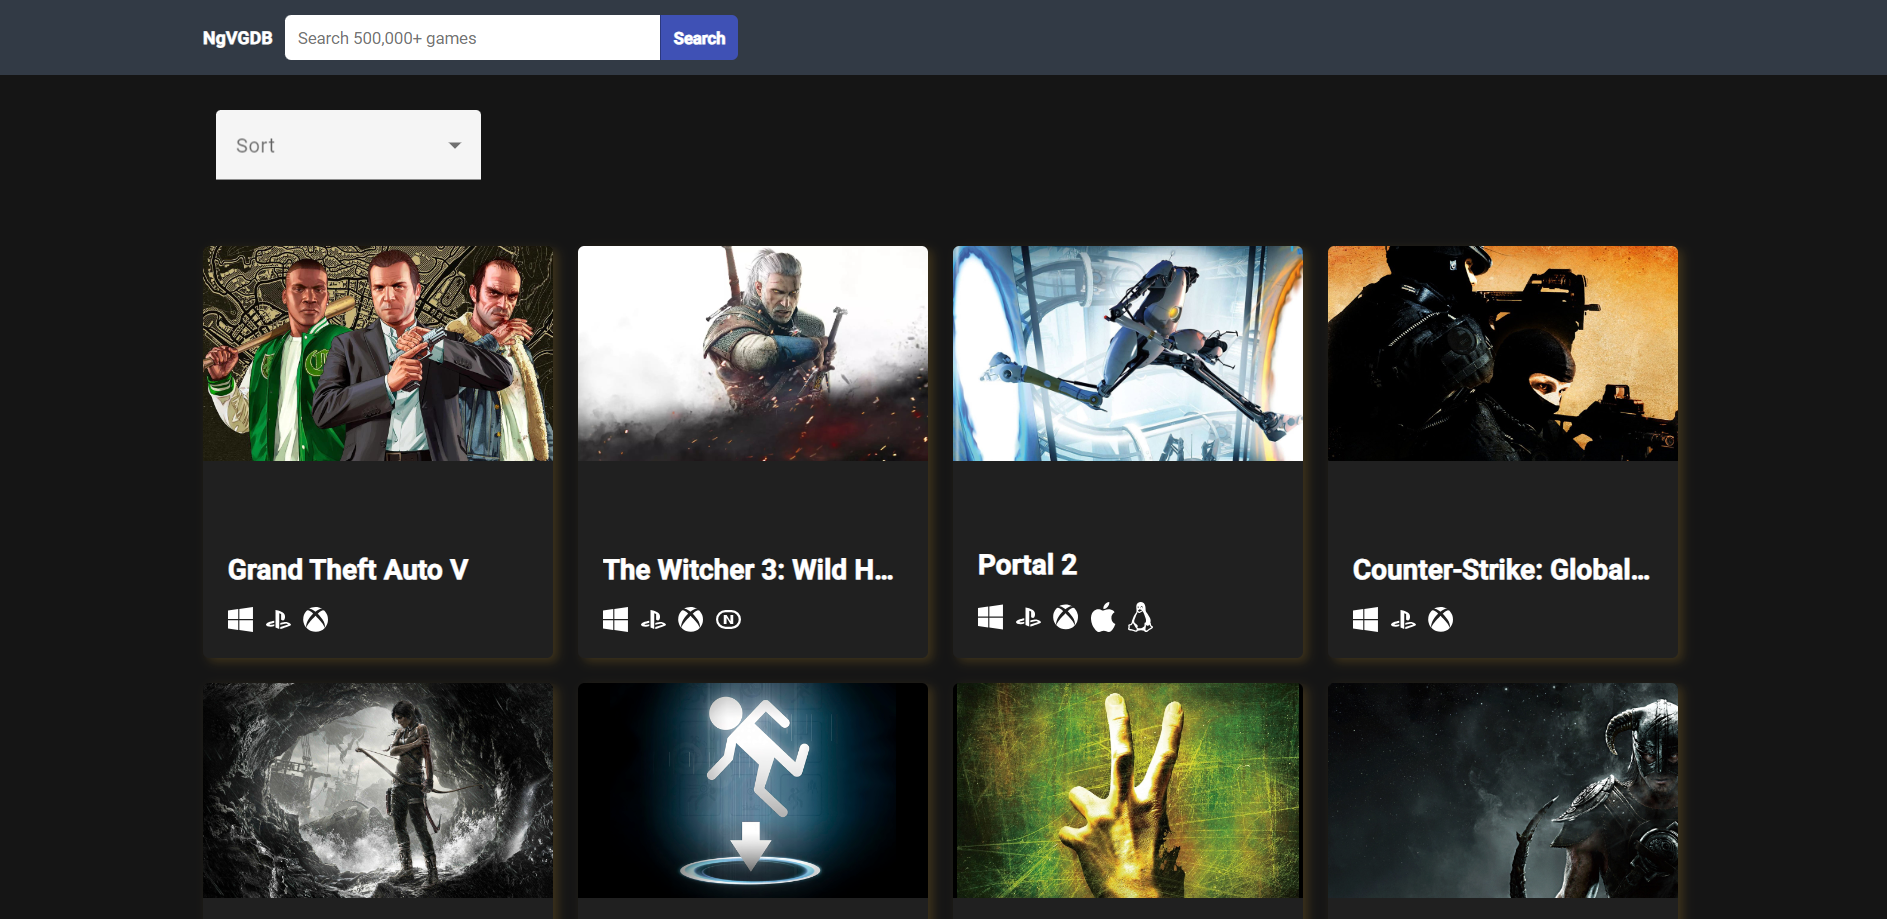 NgVGDB
Search 500,000+ games
Search
Sort
Grand Theft Auto V
The Witcher 3: Wild H...
Portal 2
Counter-Strike: Global...